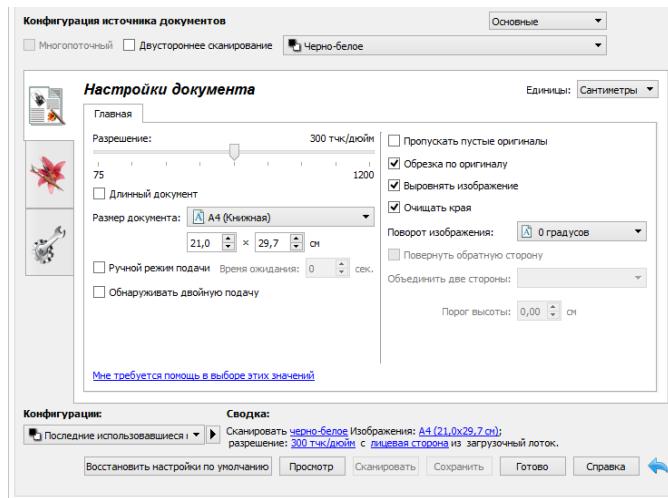 Конфигурация источника документов
Основные
Многопоточный
Двустороннее сканирование
Черно-белое
Настройки документа
Единицы: Сантиметры
Главная
Разрешение: 300 тчк/дюйм
75 1200
Длинный документ
Размер документа: A4 (Книжная)
21,0 × 29,7 см
Ручной режим подачи Время ожидания: 0 сек.
Обнаруживать двойную подачу
Мне требуется помощь в выборе этих значений
Пропускать пустые оригиналы
Обрезка по оригиналу
Выровнять изображение
Очищать края
Поворот изображения: 0 градусов
Повернуть обратную сторону
Объединить две стороны:
Порог высоты: 0,00 см
Конфигурации:
Последние использовавшиеся
Сводка:
Сканировать черно-белое Изображения: A4 (21,0x29,7 см);
разрешение: 300 тчк/дюйм с лицевая сторона из загрузочный лоток.
Восстановить настройки по умолчанию Просмотр Сканировать Сохранить Готово Справка